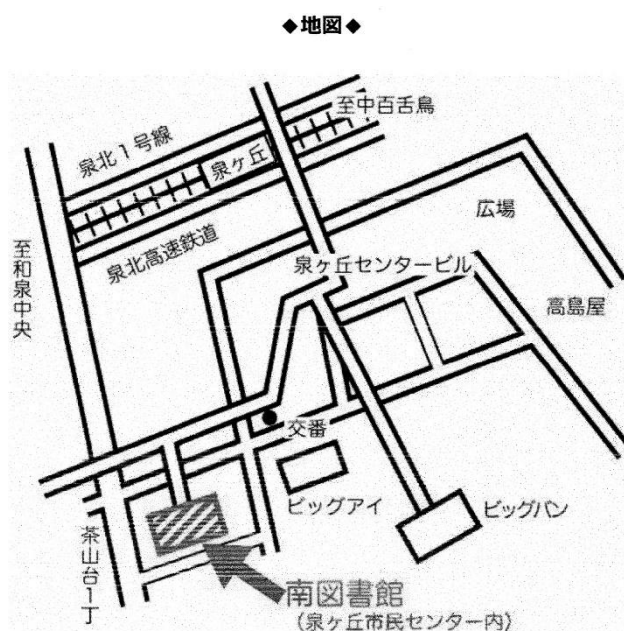 ◆地図◆
至中百舌鳥
泉北1号線
泉ヶ丘
広場
泉北高速鉄道
至和泉中央
泉ヶ丘センタービル
高島屋
交番
ビッグアイ
ビッグバン
茶山台1丁
南図書館
（泉ヶ丘市民センター内）